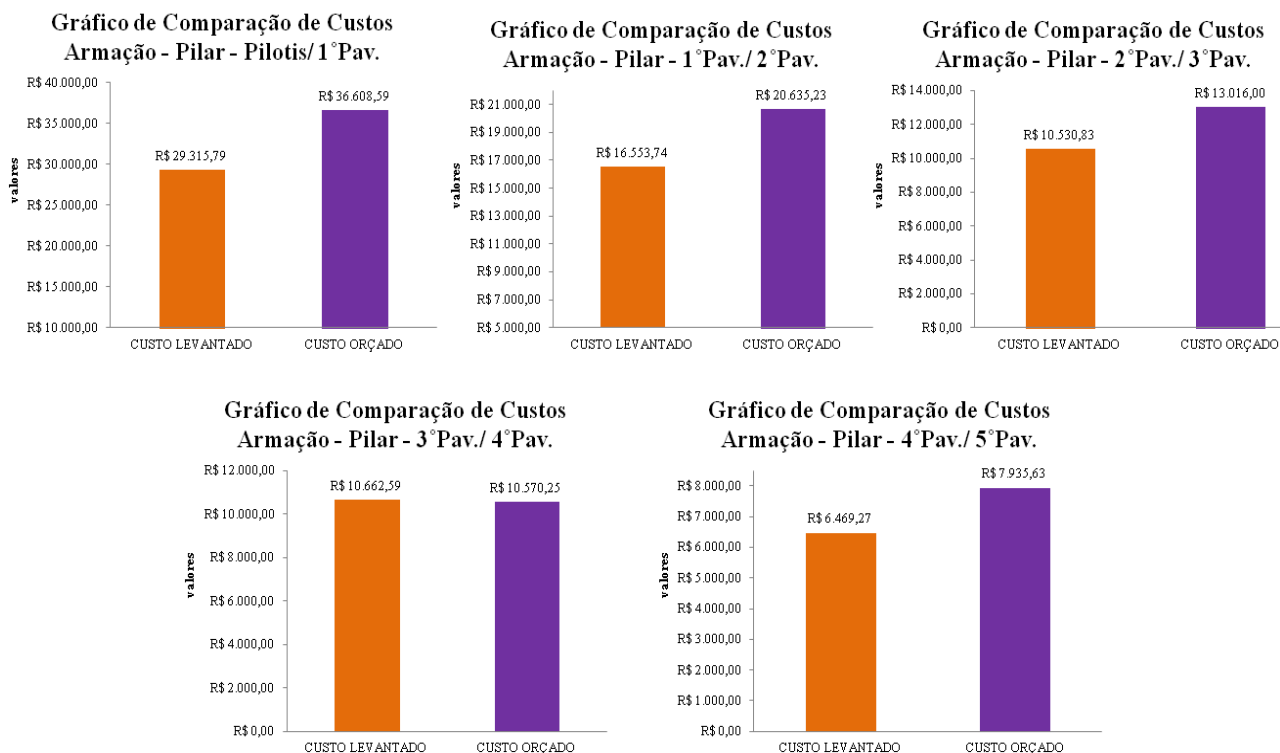 Gráfico de Comparação de Custos
Armação - Pilar - Pilotis/ 1°Pav.
R$ 40.000,00
R$ 35.000,00
R$ 30.000,00
R$ 25.000,00
R$ 20.000,00
R$ 15.000,00
R$ 10.000,00
valores
R$ 29.315,79
R$ 36.608,59
CUSTO LEVANTADO
CUSTO ORÇADO
Gráfico de Comparação de Custos
Armação - Pilar - 1°Pav./ 2°Pav.
R$ 21.000,00
R$ 19.000,00
R$ 17.000,00
R$ 15.000,00
R$ 13.000,00
R$ 11.000,00
R$ 9.000,00
R$ 7.000,00
R$ 5.000,00
valores
R$ 16.553,74
R$ 20.635,23
CUSTO LEVANTADO
CUSTO ORÇADO
Gráfico de Comparação de Custos
Armação - Pilar - 2°Pav./ 3°Pav.
R$ 14.000,00
R$ 12.000,00
R$ 10.000,00
R$ 8.000,00
R$ 6.000,00
R$ 4.000,00
R$ 2.000,00
R$ 0,00
valores
R$ 10.530,83
R$ 13.016,00
CUSTO LEVANTADO
CUSTO ORÇADO
Gráfico de Comparação de Custos
Armação - Pilar - 3°Pav./ 4°Pav.
R$ 12.000,00
R$ 10.000,00
R$ 8.000,00
R$ 6.000,00
R$ 4.000,00
R$ 2.000,00
R$ 0,00
valores
R$ 10.662,59
R$ 10.570,25
CUSTO LEVANTADO
CUSTO ORÇADO
Gráfico de Comparação de Custos
Armação - Pilar - 4°Pav./ 5°Pav.
R$ 8.000,00
R$ 7.000,00
R$ 6.000,00
R$ 5.000,00
R$ 4.000,00
R$ 3.000,00
R$ 2.000,00
R$ 1.000,00
R$ 0,00
valores
R$ 6.469,27
R$ 7.935,63
CUSTO LEVANTADO
CUSTO ORÇADO